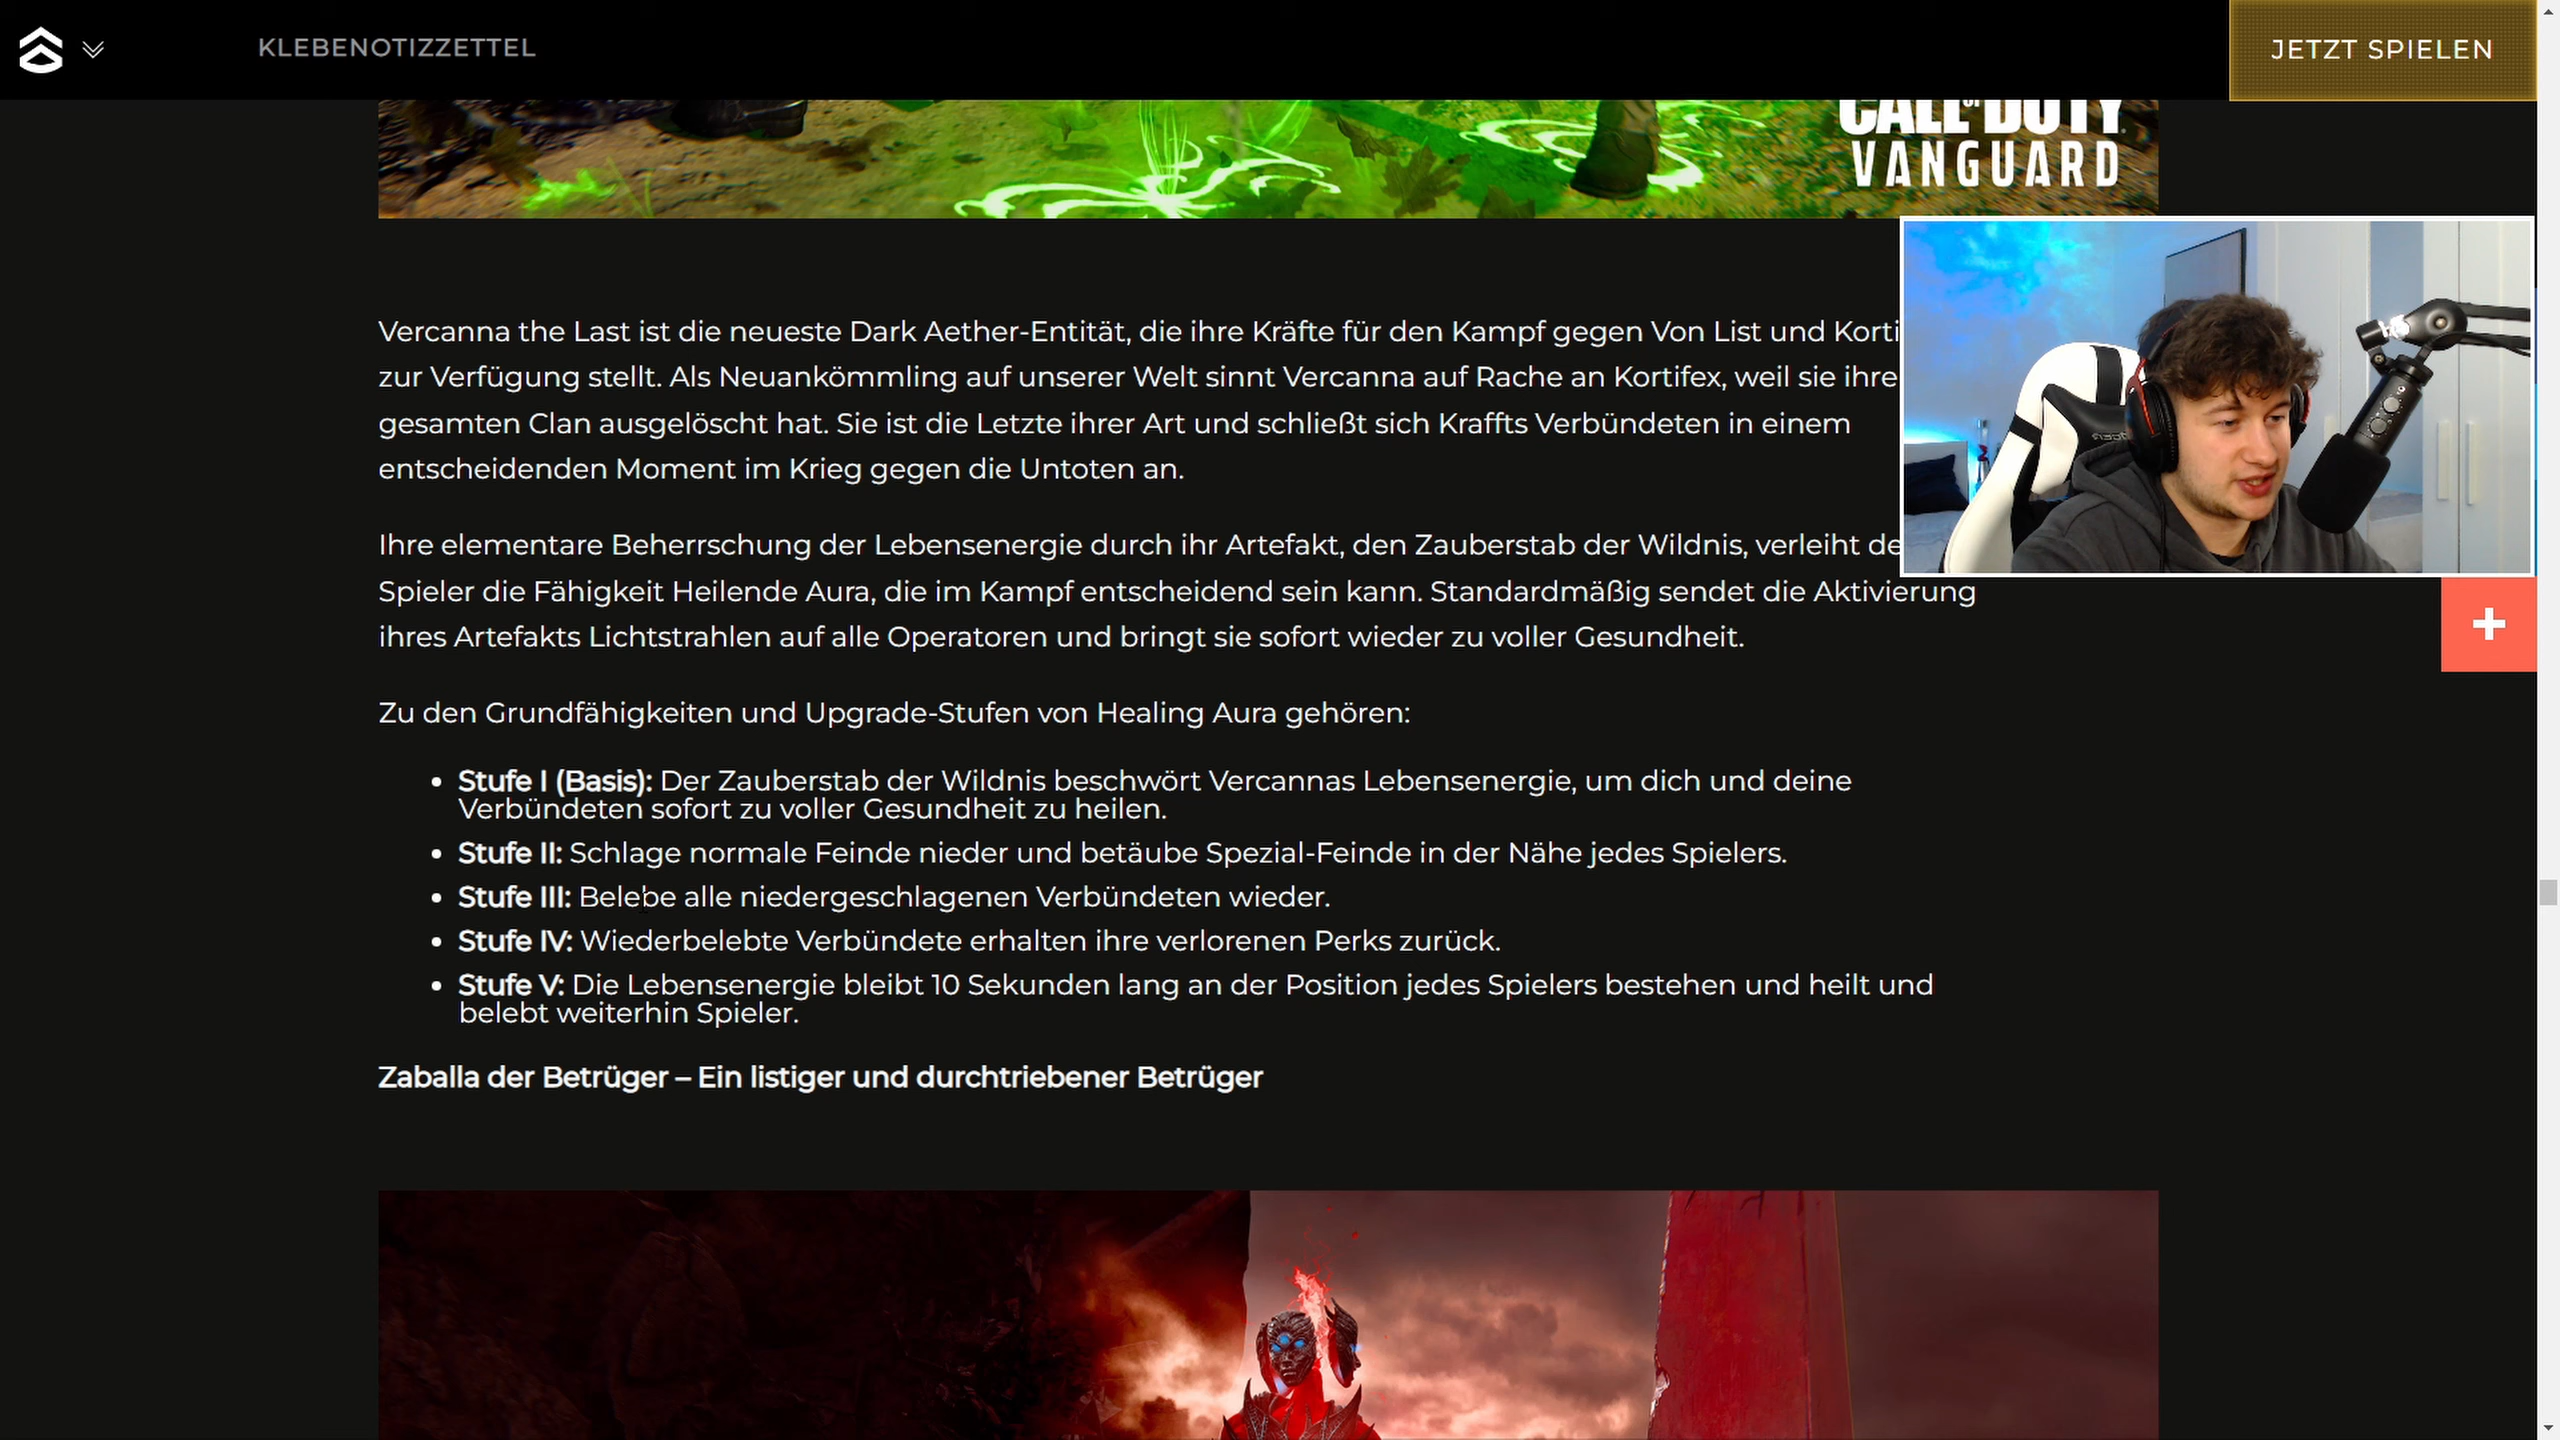 KLEBENOTIZZETTEL
JETZT SPIELEN
CALL OF DUTY
VANGUARD
Vercanna the Last ist die neueste Dark Aether-Entität, die ihre Kräfte für den Kampf gegen Von List und Korti
zur Verfügung stellt. Als Neuankömmling auf unserer Welt sinnt Vercanna auf Rache an Kortifex, weil sie ihre
gesamten Clan ausgelöscht hat. Sie ist die Letzte ihrer Art und schließt sich Kraffts Verbündeten in einem
entscheidenden Moment im Krieg gegen die Untoten an.
Ihre elementare Beherrschung der Lebensenergie durch ihr Artefakt, den Zauberstab der Wildnis, verleiht de
Spieler die Fähigkeit Heilende Aura, die im Kampf entscheidend sein kann. Standardmäßig sendet die Aktivierung
ihres Artefakts Lichtstrahlen auf alle Operatoren und bringt sie sofort wieder zu voller Gesundheit.
Zu den Grundfähigkeiten und Upgrade-Stufen von Healing Aura gehören:
• Stufe I (Basis): Der Zauberstab der Wildnis beschwört Vercannas Lebensenergie, um dich und deine
Verbündeten sofort zu voller Gesundheit zu heilen.
• Stufe II: Schlage normale Feinde nieder und betäube Spezial-Feinde in der Nähe jedes Spielers.
• Stufe III: Belebe alle niedergeschlagenen Verbündeten wieder.
• Stufe IV: Wiederbelebte Verbündete erhalten ihre verlorenen Perks zurück.
• Stufe V: Die Lebensenergie bleibt 10 Sekunden lang an der Position jedes Spielers bestehen und heilt und
belebt weiterhin Spieler.
Zaballa der Betrüger – Ein listiger und durchtriebener Betrüger